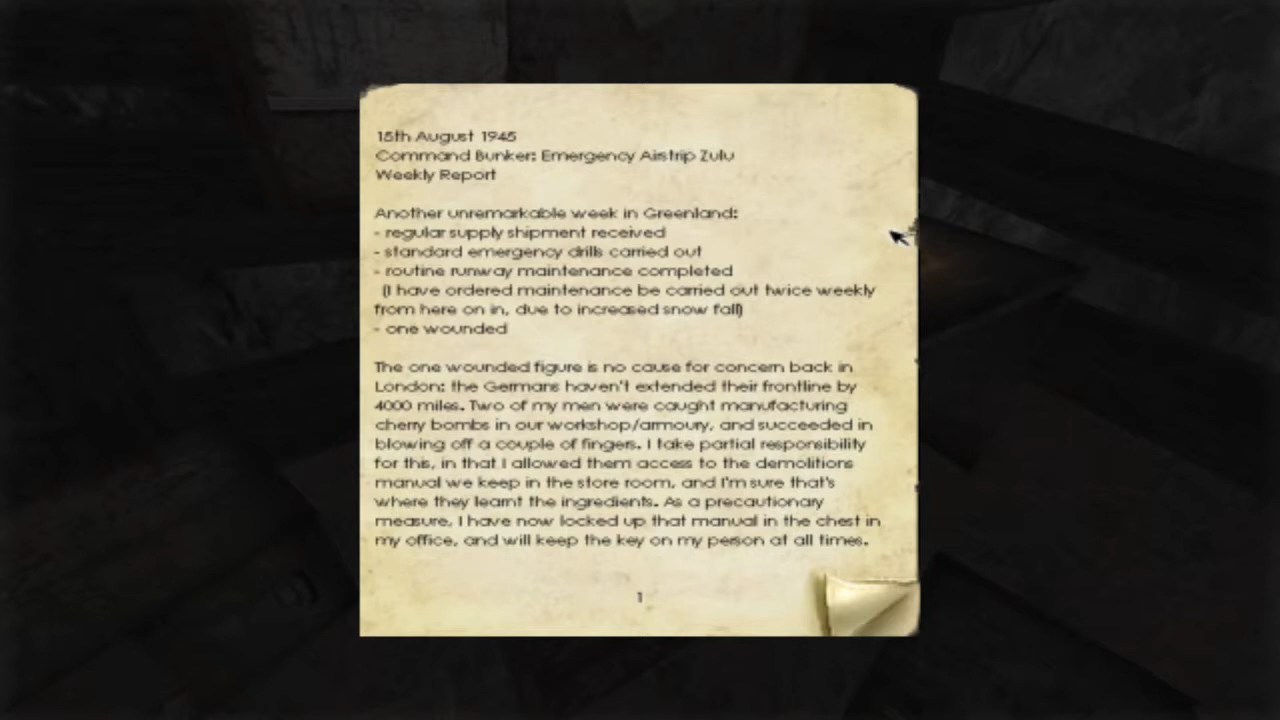 15th August 1945
Command Bunker: Emergency Airstrip Zulu
Weekly Report
Another unremarkable week in Greenland:
- regular supply shipment received
- standard emergency drills carried out
- routine runway maintenance completed
(I have ordered maintenance be carried out twice weekly
from here on in, due to increased snow fall)
- one wounded
The one wounded figure is no cause for concern back in
London: the Germans haven't extended their frontline by
4000 miles. Two of my men were caught manufacturing
cherry bombs in our workshop/armoury, and succeeded in
blowing off a couple of fingers. I take partial responsibility
for this, in that I allowed them access to the demolitions
manual we keep in the store room, and I'm sure that's
where they learnt the ingredients. As a precautionary
measure, I have now locked up that manual in the chest in
my office, and will keep the key on my person at all times.
1